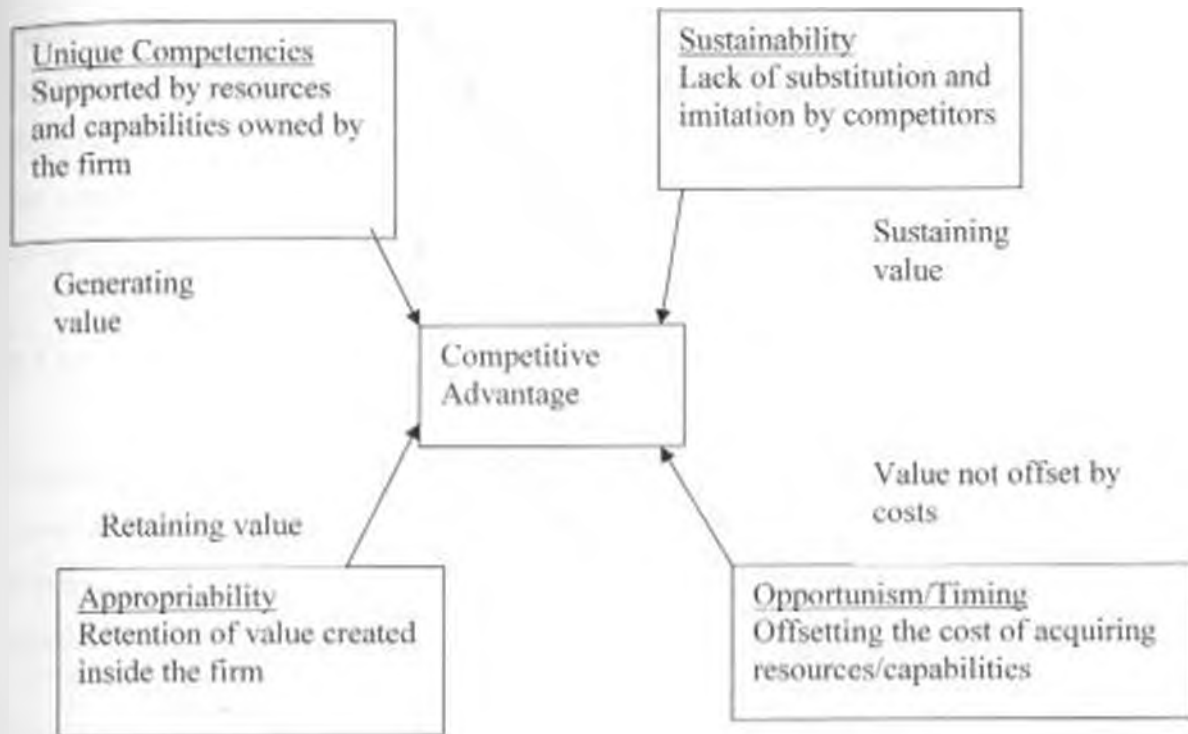 Unique Competencies
Supported by resources
and capabilities owned by
the firm
Sustainability
Lack of substitution and
imitation by competitors
Generating
value
Sustaining
value
Competitive
Advantage
Retaining value
Value not offset by
costs
Appropriability
Retention of value created
inside the firm
Opportunism/Timing
Offsetting the cost of acquiring
resources/capabilities